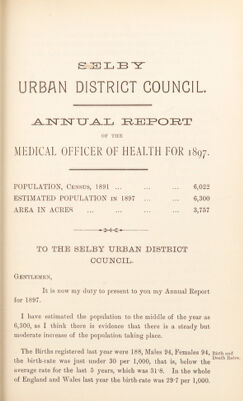 SELBY
URBAN DISTRICT COUNCIL.
ANNUAL REPORT
OF THE
MEDICAL OFFICER OF HEALTH FOR 1897.
POPULATION, CENSUS, 1891 ... ... ... 6,022
ESTIMATED POPULATION IN 1897 ... ... 6,300
AREA IN ACRES ... ... ... ... 3,757
TO THE SELBY URBAN DISTRICT
COUNCIL.
GENTLEMEN,
It is now my duty to present to you my Annual Report
for 1897.
I have estimated the population to the middle of the year as
6,300, as I think there is evidence that there is a steady but
moderate increase of the population taking place.
The Births registered last year were 188, Males 94, Females 94,
Birth and
Death Rates.
the birth-rate was just under 30 per 1,000, that is, below the
average rate for the last 5 years, which was 31·8. In the whole
of England and Wales last year the birth-rate was 29·7 per 1,000.